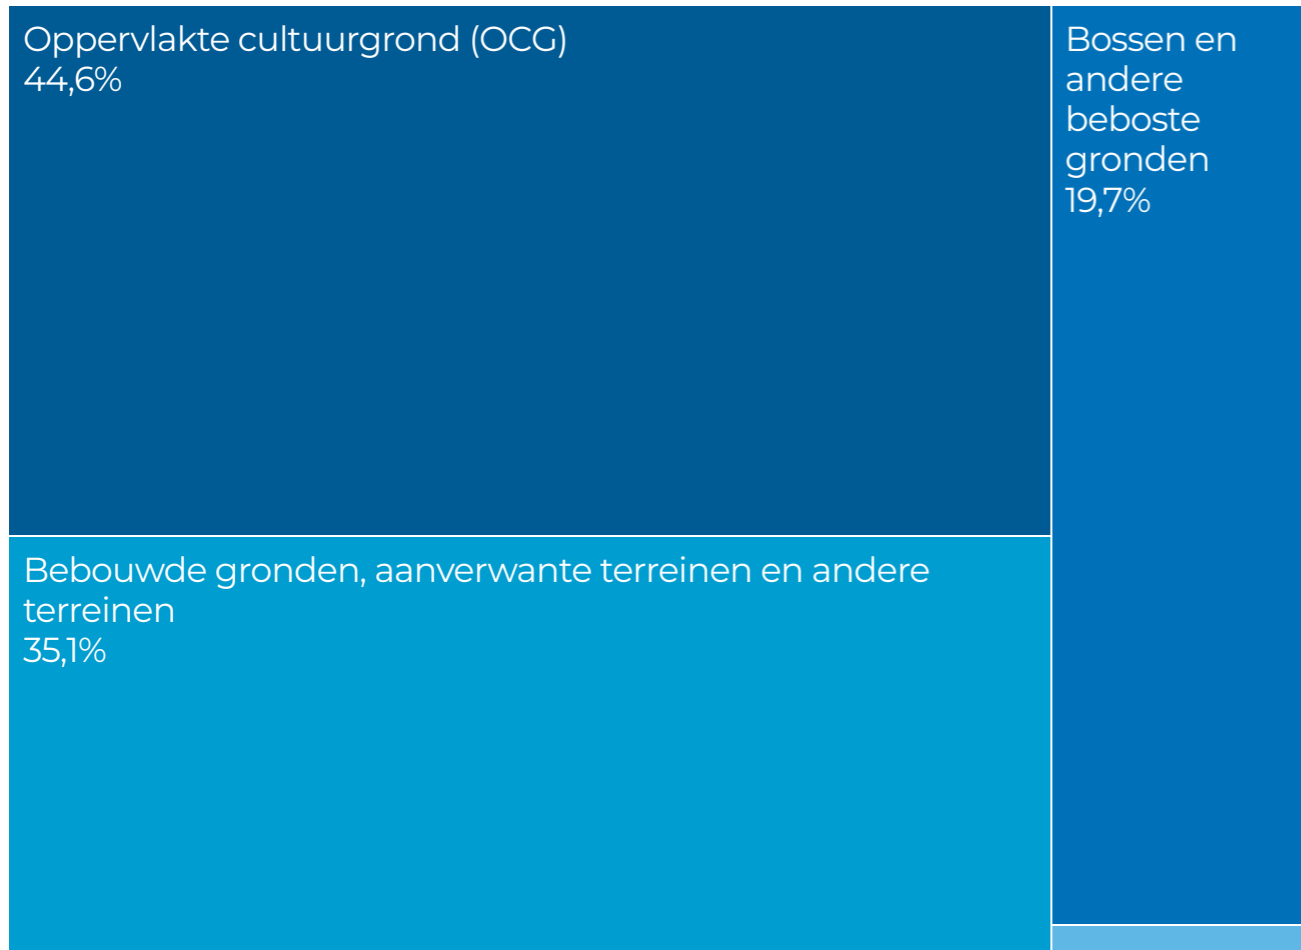 Oppervlakte cultuurgrond (OCG)
44,6%
Bossen en
andere
beboste
gronden
19,7%
Bebouwde gronden, aanverwante terreinen en andere
terreinen
35,1%